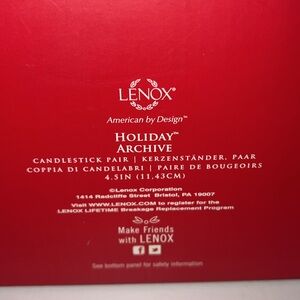 LENOX®
American by Design™
HOLIDAY™
ARCHIVE
CANDLESTICK PAIR | KERZENSTÄNDER, PAAR
COPPIA DI CANDELABRI | PAIRE DE BOUGEOIRS
4.5IN (11.43CM)
©Lenox Corporation
1414 Radcliffe Street Bristol, PA 19007
Visit WWW.LENOX.COM to register for the
LENOX LIFETIME Breakage Replacement Program
Make Friends
with LENOX
See bottom panel for safety information